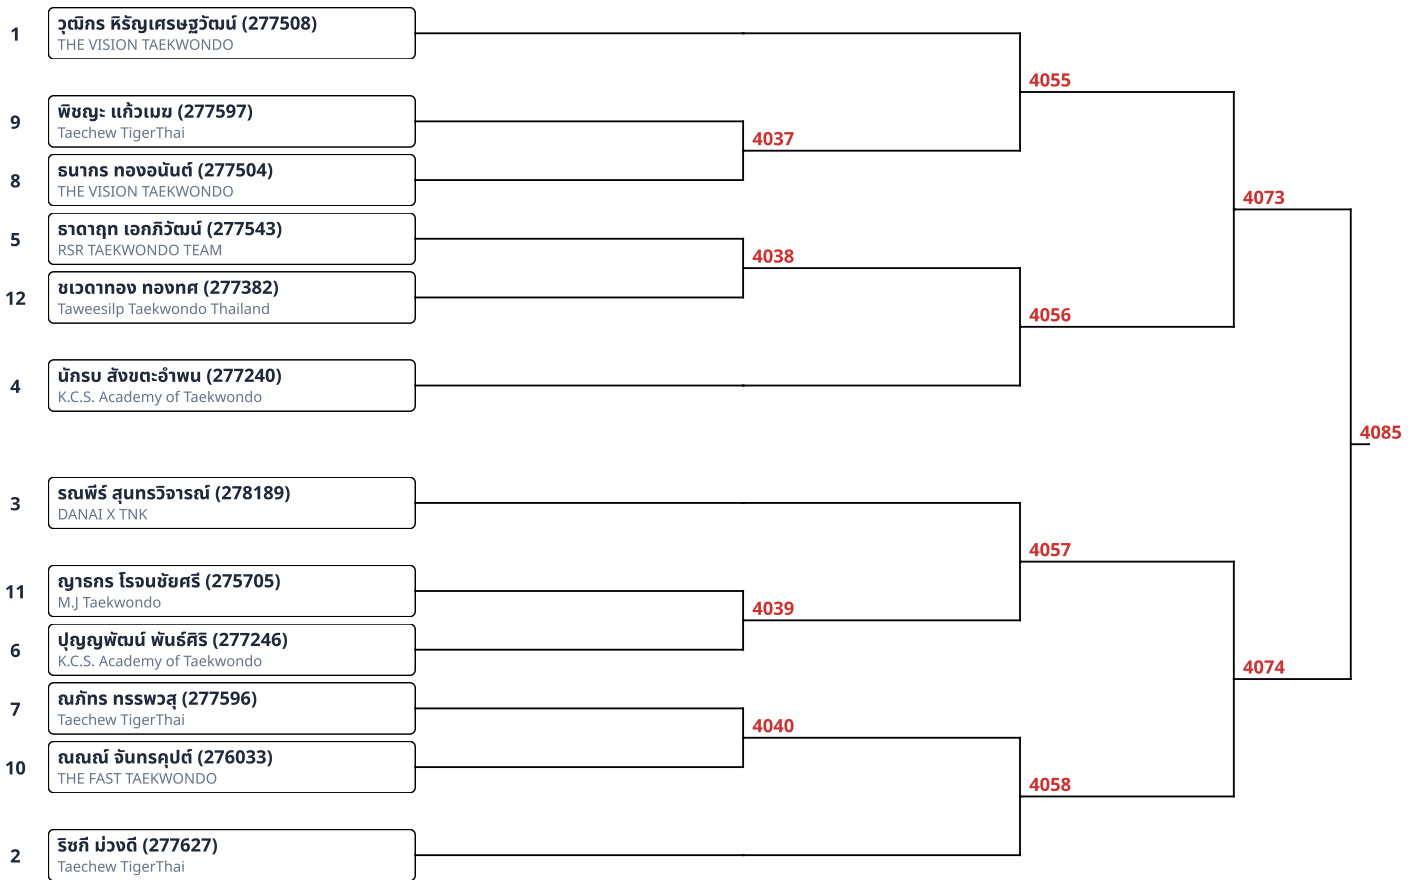 1
วุฒิกร หิรัญเศรษฐวัฒน์ (277508)
THE VISION TAEKWONDO
4055
9
พิชญะ แก้วเมฆ (277597)
Taechew TigerThai
4037
8
ธนากร ทองอนันต์ (277504)
THE VISION TAEKWONDO
4073
5
ธาดาฤท เอกภิวัฒน์ (277543)
RSR TAEKWONDO TEAM
4038
12
ชเวดาทอง ทองทศ (277382)
Taweesilp Taekwondo Thailand
4056
4
นักรบ สังขตะอำพน (277240)
K.C.S. Academy of Taekwondo
4085
3
รณพีร์ สุนทรวิจารณ์ (278189)
DANAI X TNK
4057
11
ญาธกร โรจนชัยศรี (275705)
M.J Taekwondo
4039
6
ปุญญพัฒน์ พันธ์ศิริ (277246)
K.C.S. Academy of Taekwondo
4074
7
ณภัทร ทรรพวสุ (277596)
Taechew TigerThai
4040
10
ณณณ์ จันทรคุปต์ (276033)
THE FAST TAEKWONDO
4058
2
ริซกี ม่วงดี (277627)
Taechew TigerThai